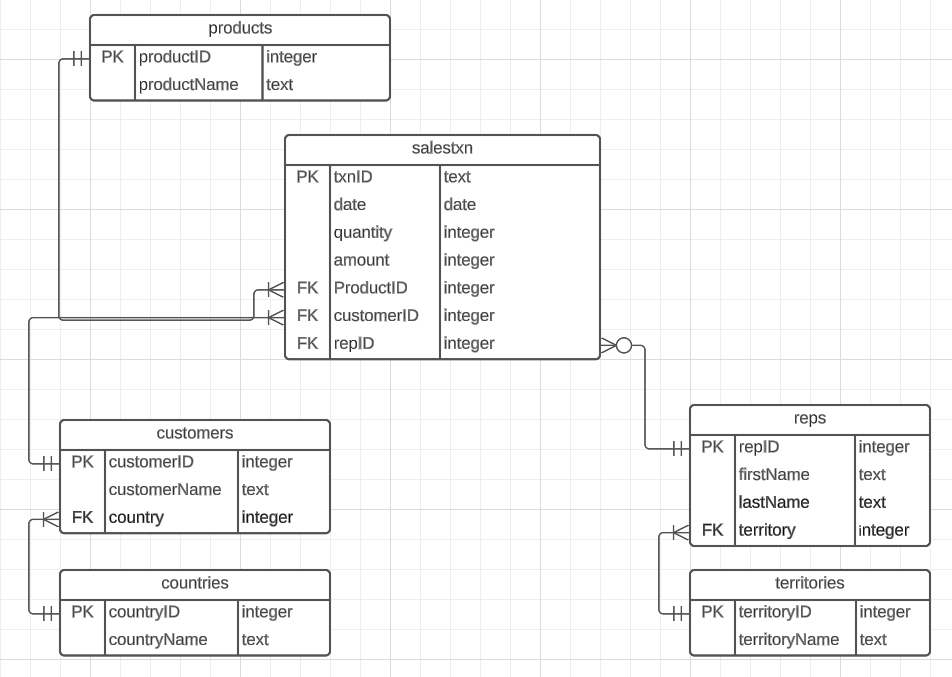 products
PK productID integer
productName text
salestxn
PK txnID text
date date
quantity integer
amount integer
FK ProductID integer
FK customerID integer
FK repID integer
customers
PK customerID integer
customerName text
FK country integer
countries
PK countryID integer
countryName text
reps
PK repID integer
firstName text
lastName text
FK territory integer
territories
PK territoryID integer
territoryName text